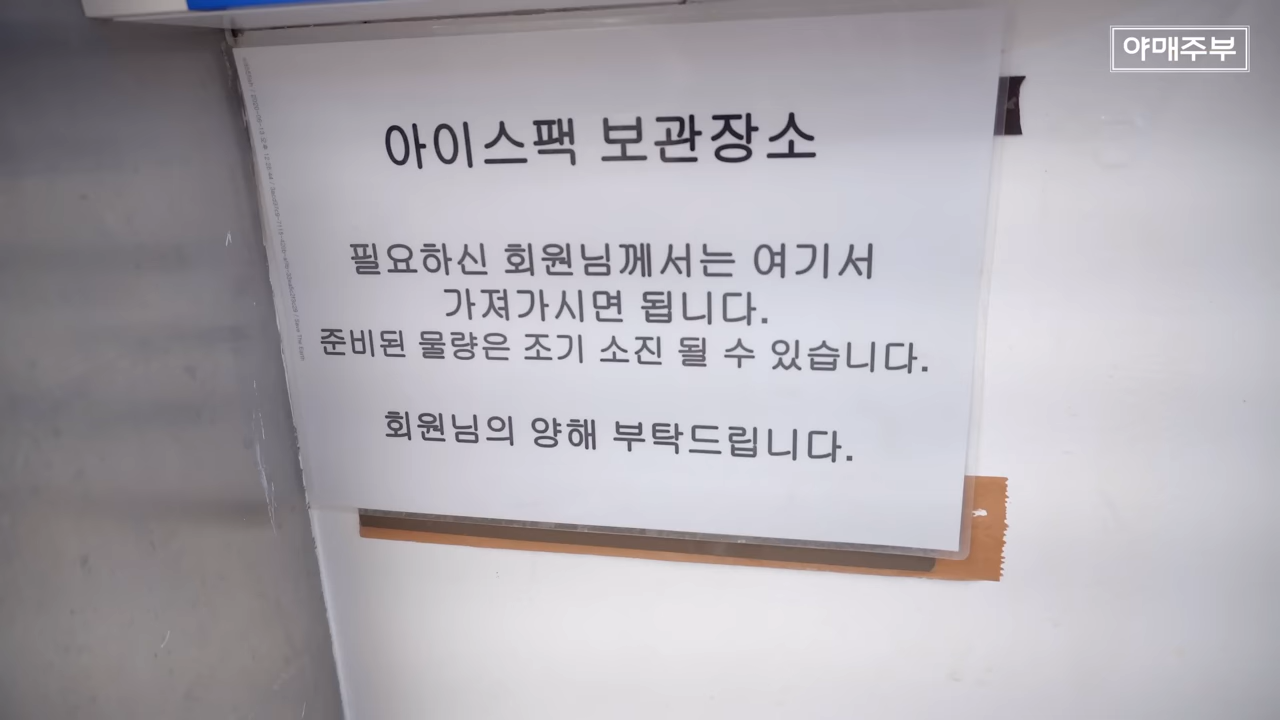 야매주부
아이스팩 보관장소
필요하신 회원님께서는 여기서
가져가시면 됩니다.
준비된 물량은 조기 소진 될 수 있습니다.
회원님의 양해 부탁드립니다.